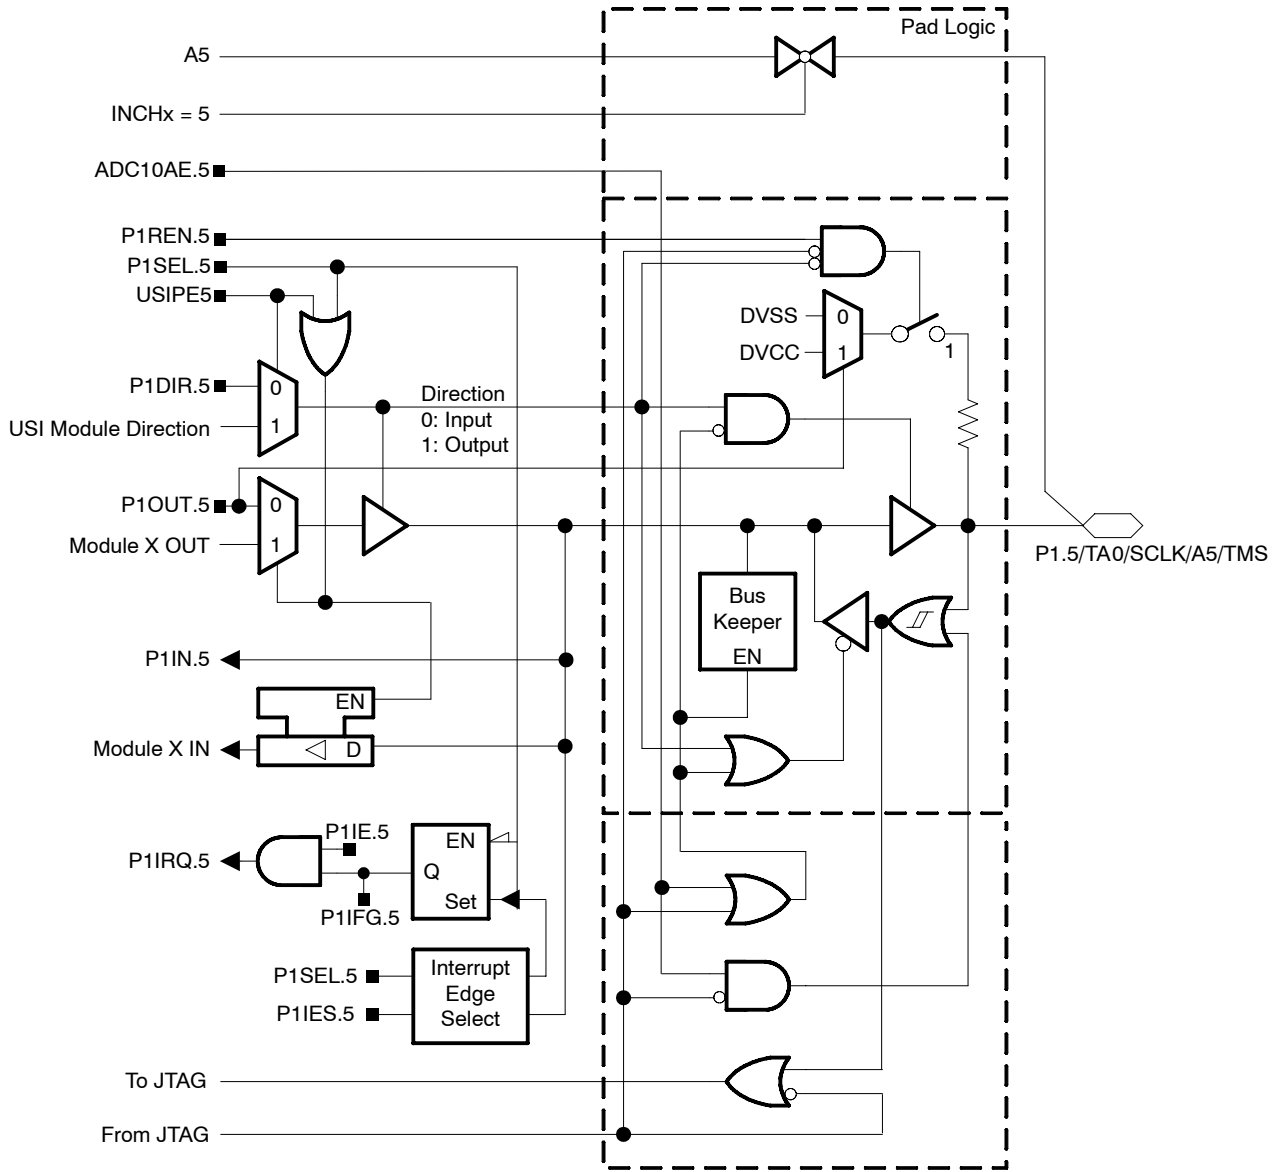 Pad Logic
A5
INCHx = 5
ADC10AE.5
P1REN.5
P1SEL.5
USIPE5
DVSS
0
DVCC
1
1
P1DIR.5
0
USI Module Direction
1
Direction
0: Input
1: Output
P1OUT.5
0
Module X OUT
1
P1.5/TA0/SCLK/A5/TMS
Bus
Keeper
EN
P1IN.5
EN
Module X IN
D
P1IE.5
P1IRQ.5
P1IFG.5
EN
Q
Set
P1SEL.5
P1IES.5
Interrupt
Edge
Select
To JTAG
From JTAG